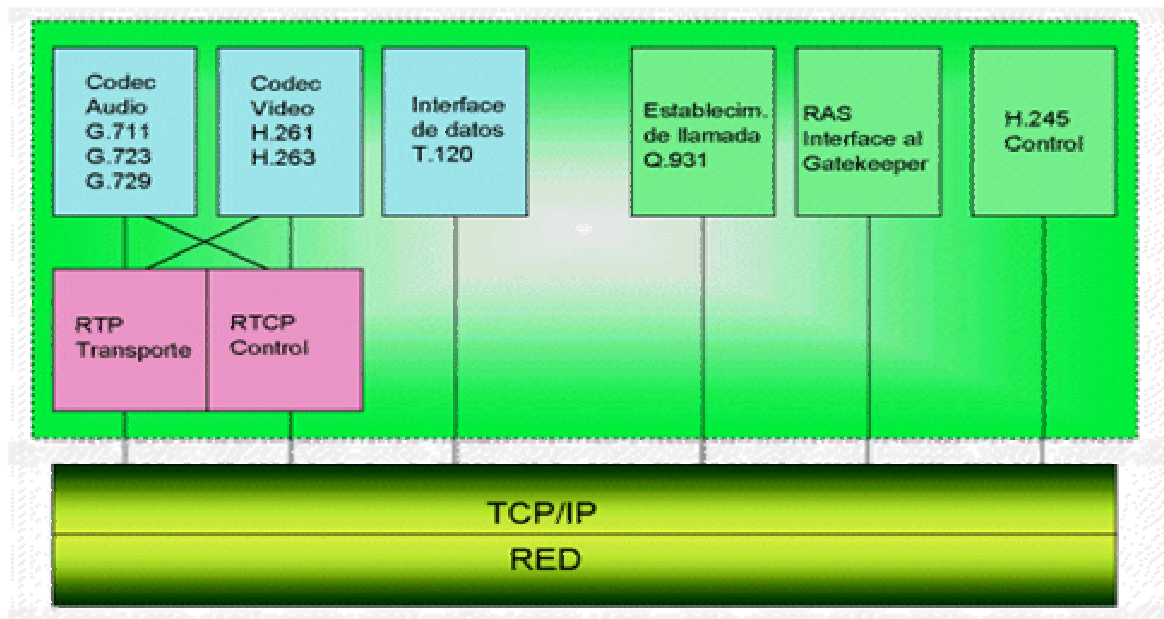 Codec
Audio
G.711
G.723
G.729
Codec
Video
H.261
H.263
Interface
de datos
T.120
Establecim.
de llamada
Q.931
RAS
Interface al
Gatekeeper
H.245
Control
RTP
Transporte
RTCP
Control
TCP/IP
RED